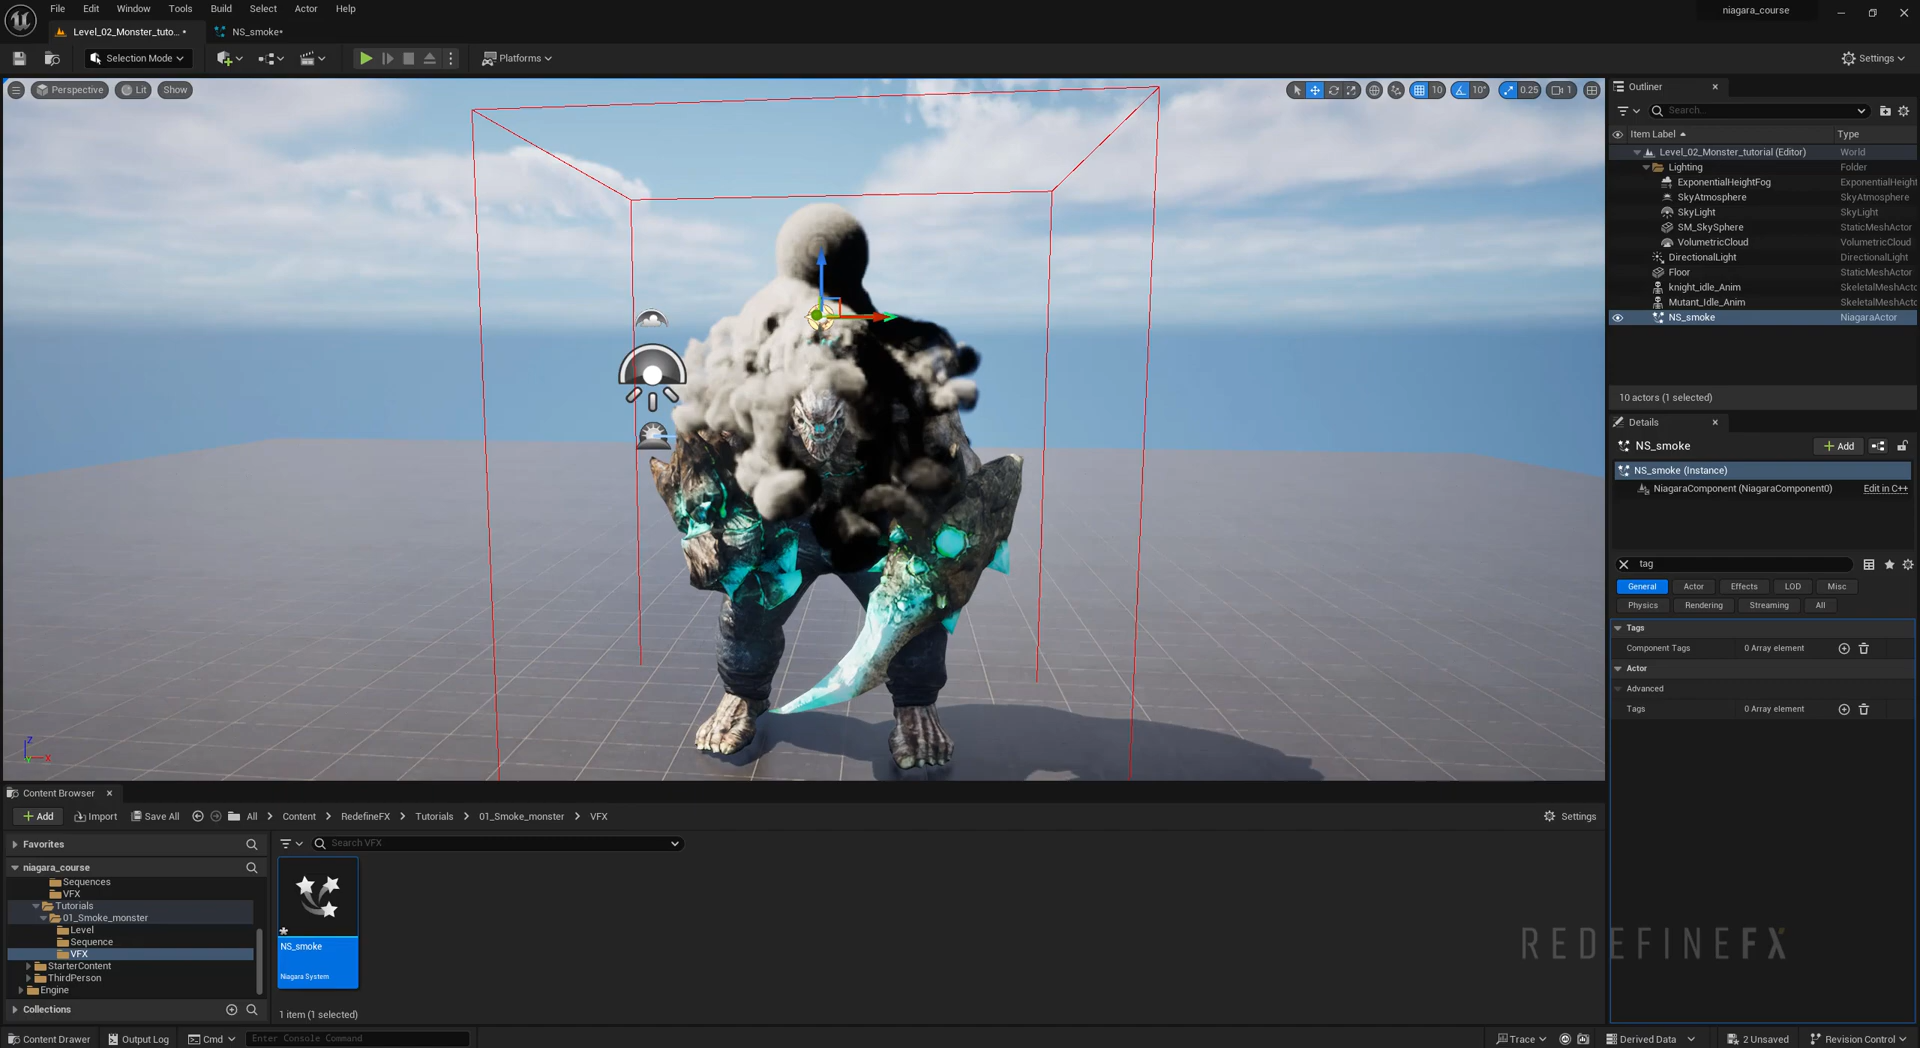 File Edit Window Tools Build Select Actor Help
niagara_course
Level_02_Monster_tuto... •
NS_smoke•
Selection Mode
Platforms
Settings
Perspective
Lit
Show
10
10°
0.25
1
Outliner
Search...
Item Label
Type
Level_02_Monster_tutorial (Editor) World
Lighting Folder
ExponentialHeightFog ExponentialHeight
SkyAtmosphere SkyAtmosphere
SkyLight SkyLight
SM_SkySphere StaticMeshActor
VolumetricCloud VolumetricCloud
DirectionalLight DirectionalLight
Floor StaticMeshActor
knight_idle_Anim SkeletalMeshActo
Mutant_Idle_Anim SkeletalMeshActo
NS_smoke NiagaraActor
10 actors (1 selected)
Details
NS_smoke
Add
NS_smoke (Instance)
NiagaraComponent (NiagaraComponent0) Edit in C++
tag
General Actor Effects LOD Misc
Physics Rendering Streaming All
Tags
Component Tags 0 Array element
Actor
Advanced
Tags 0 Array element
Z
X
Content Browser
Add Import Save All All Content RedefineFX Tutorials 01_Smoke_monster VFX
Settings
Favorites
Search VFX
niagara_course
Sequences
VFX
Tutorials
01_Smoke_monster
Level
Sequence
VFX
StarterContent
ThirdPerson
Engine
Collections
NS_smoke
Niagara System
1 item (1 selected)
REDEFINEFX
Content Drawer Output Log Cmd Enter Console Command
Trace Derived Data 2 Unsaved Revision Control